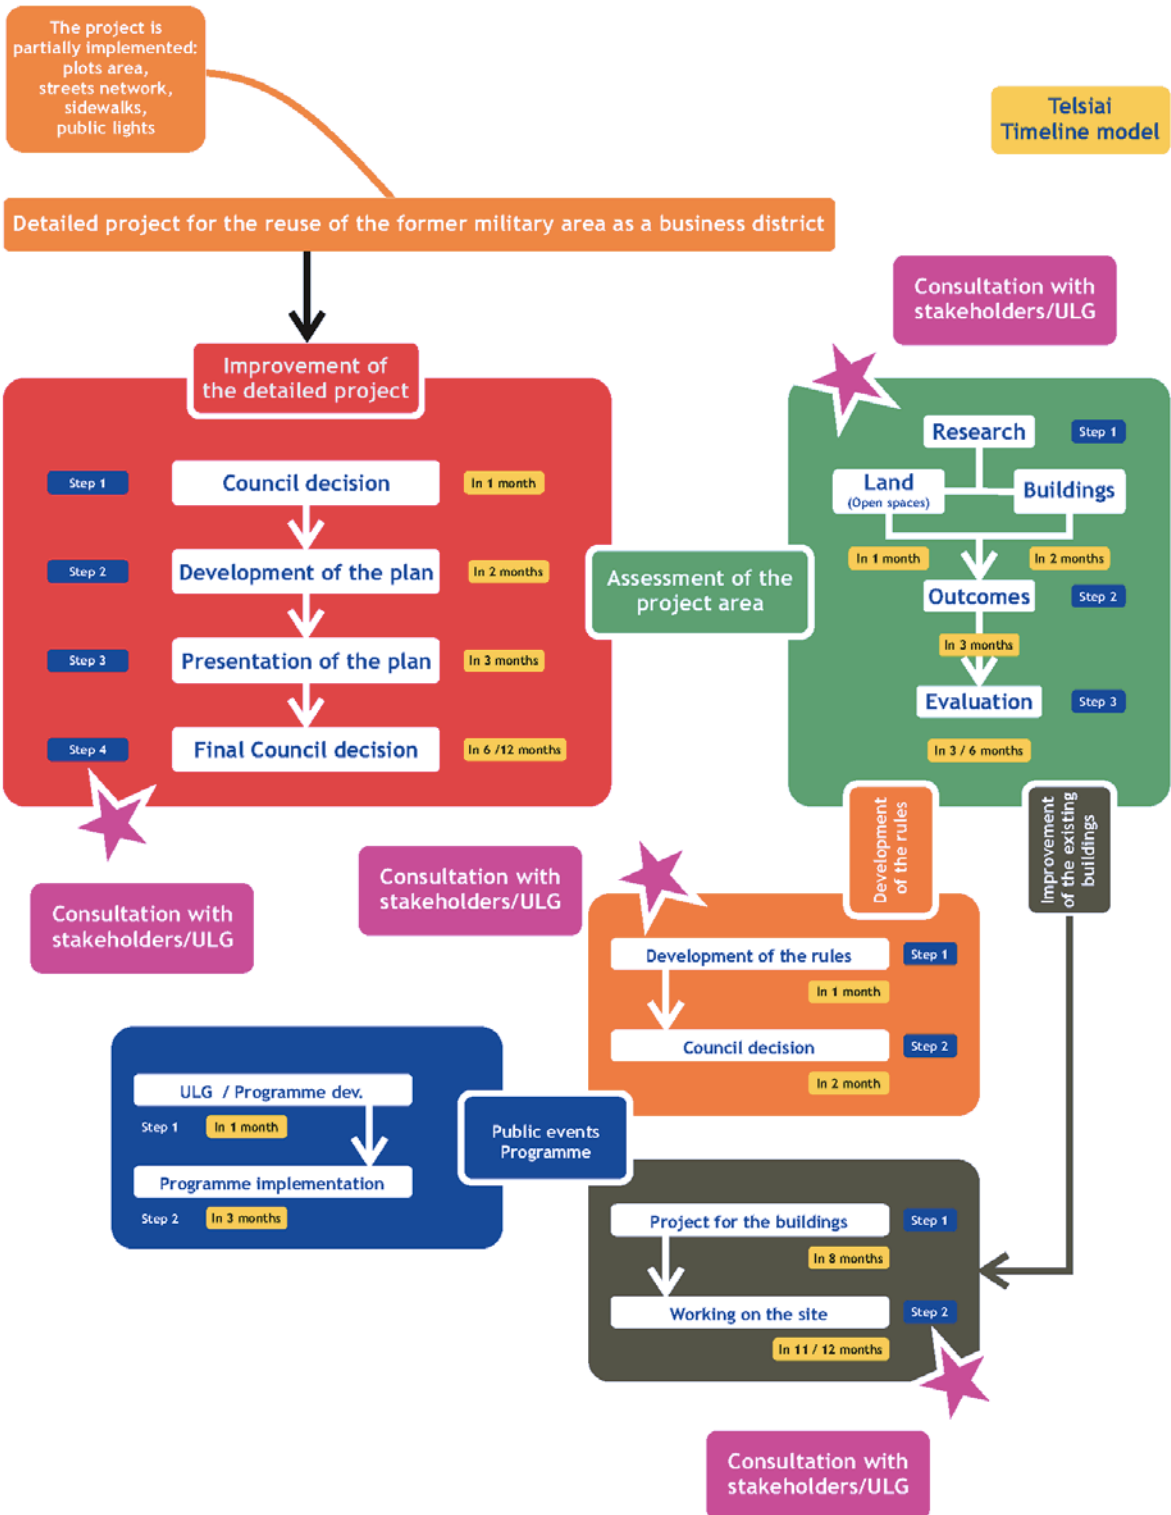 The project is
partially implemented:
plots area,
streets network,
sidewalks,
public lights
Telsiai
Timeline model
Detailed project for the reuse of the former military area as a business district
Consultation with
stakeholders/ULG
Improvement of
the detailed project
Step 1
Council decision
In 1 month
Step 2
Development of the plan
In 2 months
Step 3
Presentation of the plan
In 3 months
Step 4
Final Council decision
In 6 /12 months
Consultation with
stakeholders/ULG
Assessment of the
project area
Research
Step 1
Land
(Open spaces)
Buildings
In 1 month
In 2 months
Outcomes
Step 2
In 3 months
Evaluation
Step 3
In 3 / 6 months
Development
of the rules
Improvement
of the existing
buildings
Consultation with
stakeholders/ULG
Development of the rules
Step 1
In 1 month
Council decision
Step 2
In 2 month
Public events
Programme
ULG / Programme dev.
Step 1
In 1 month
Programme implementation
Step 2
In 3 months
Project for the buildings
Step 1
In 8 months
Working on the site
Step 2
In 11 / 12 months
Consultation with
stakeholders/ULG